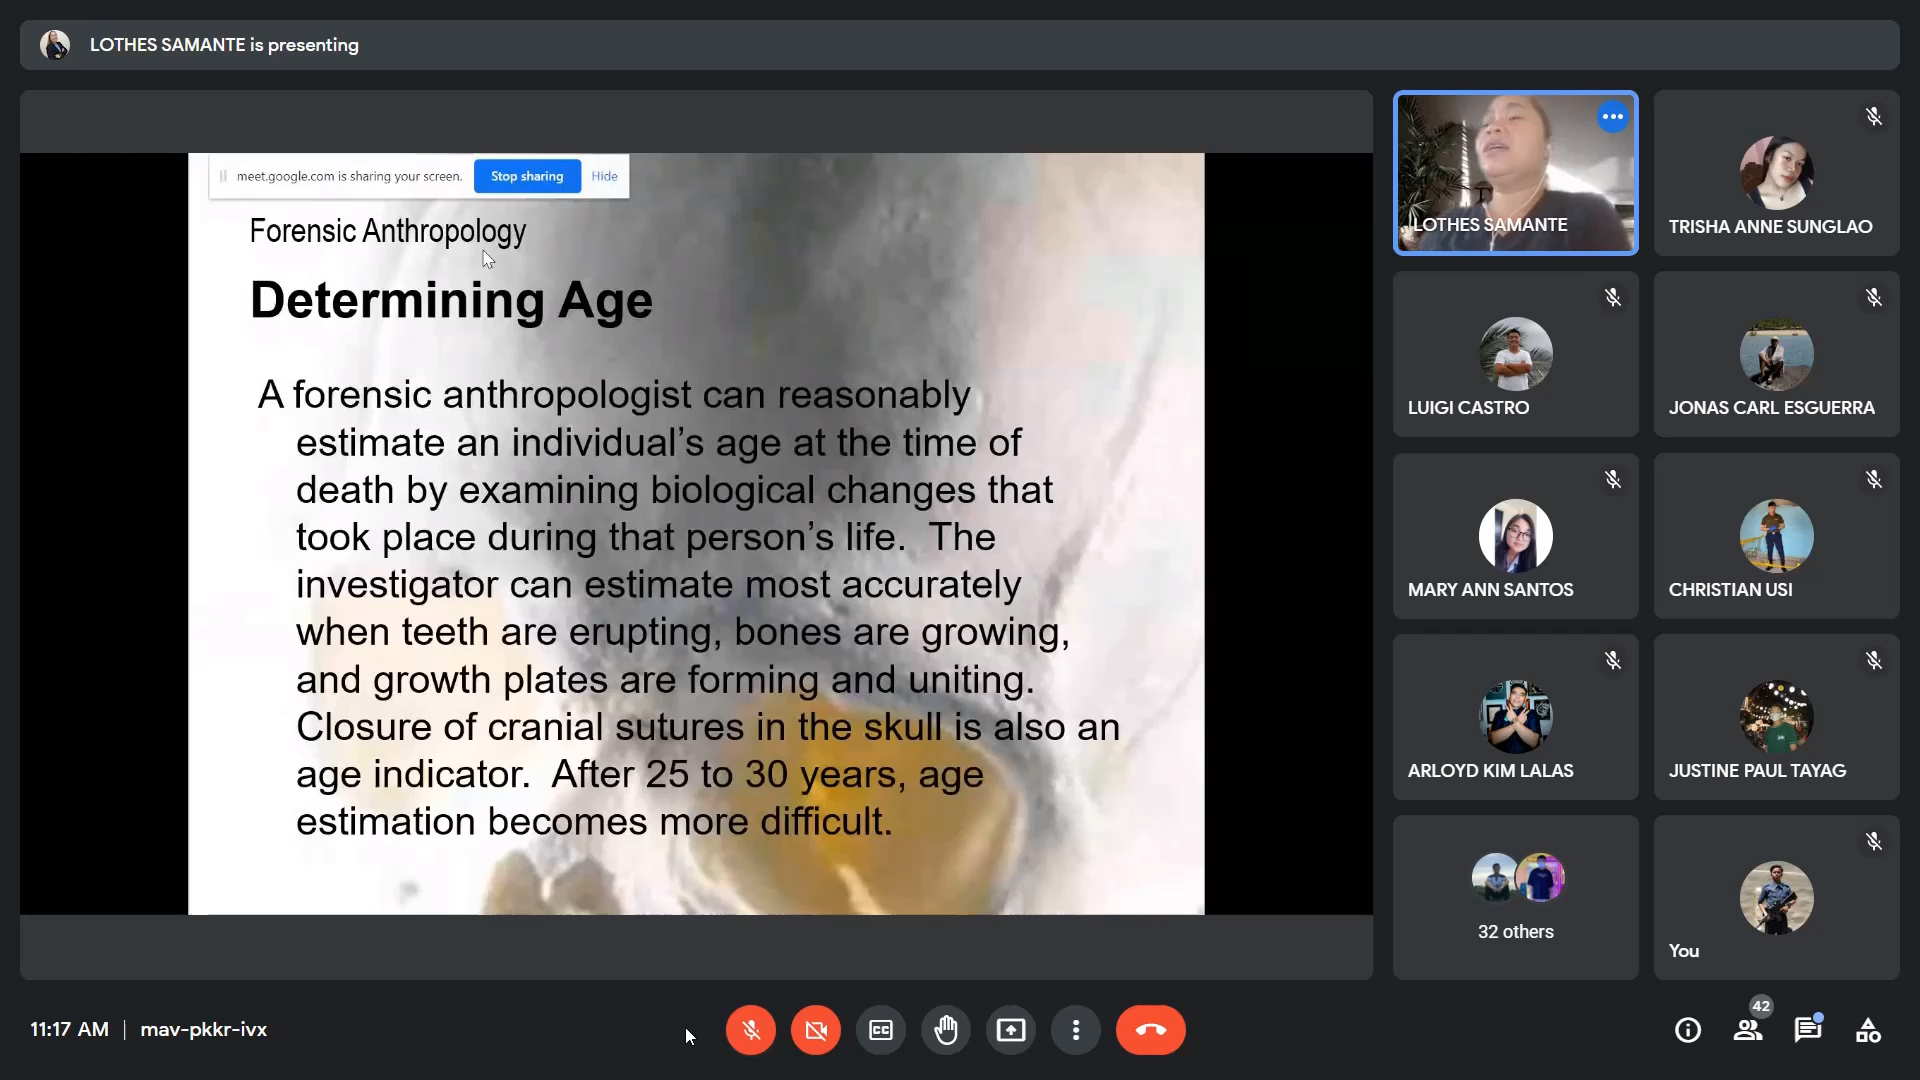 LOTHES SAMANTE is presenting
meet.google.com is sharing your screen. Stop sharing Hide
Forensic Anthropology
Determining Age
A forensic anthropologist can reasonably
estimate an individual’s age at the time of
death by examining biological changes that
took place during that person’s life. The
investigator can estimate most accurately
when teeth are erupting, bones are growing,
and growth plates are forming and uniting.
Closure of cranial sutures in the skull is also an
age indicator. After 25 to 30 years, age
estimation becomes more difficult.
LOTHES SAMANTE
TRISHA ANNE SUNGLAO
LUIGI CASTRO
JONAS CARL ESGUERRA
MARY ANN SANTOS
CHRISTIAN USI
ARLOYD KIM LALAS
JUSTINE PAUL TAYAG
32 others
You
11:17 AM | mav-pkkr-ivx
CC
42